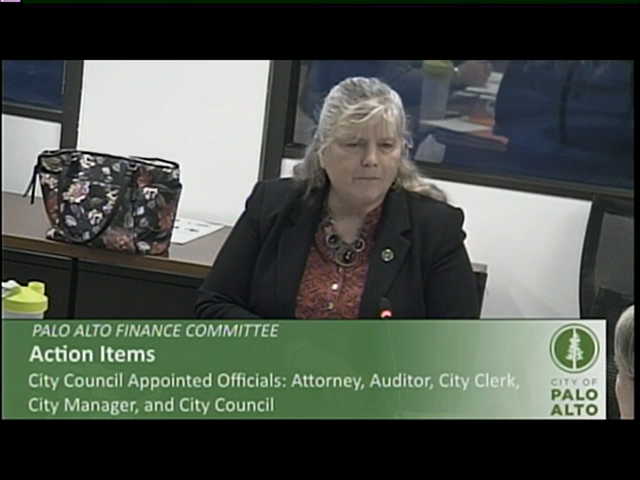 PALO ALTO FINANCE COMMITTEE
Action Items
City Council Appointed Officials: Attorney, Auditor, City Clerk,
City Manager, and City Council
CITY OF
PALO
ALTO